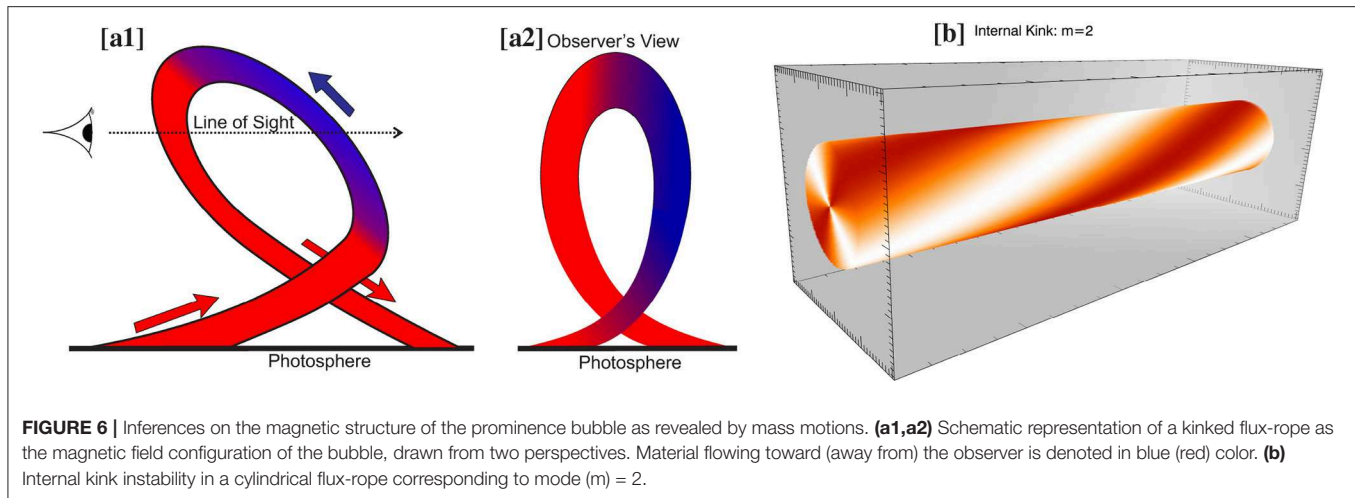 [a1]
[a2] Observer's View
[b] Internal Kink: m=2
Line of Sight
Photosphere
Photosphere
FIGURE 6 | Inferences on the magnetic structure of the prominence bubble as revealed by mass motions. (a1,a2) Schematic representation of a kinked flux-rope as
the magnetic field configuration of the bubble, drawn from two perspectives. Material flowing toward (away from) the observer is denoted in blue (red) color. (b)
Internal kink instability in a cylindrical flux-rope corresponding to mode (m) = 2.